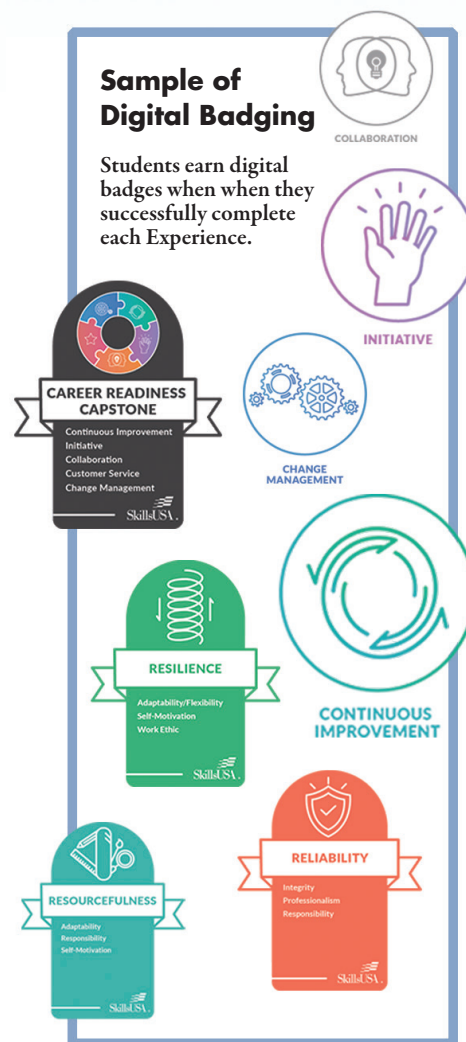 Sample of
Digital Badging
Students earn digital
badges when when they
successfully complete
each Experience.
COLLABORATION
INITIATIVE
CAREER READINESS
CAPSTONE
Continuous Improvement
Initiative
Collaboration
Customer Service
Change Management
SkillsUSA.
CHANGE
MANAGEMENT
RESILIENCE
Adaptability/Flexibility
Self-Motivation
Work Ethic
SkillsUSA.
CONTINUOUS
IMPROVEMENT
RELIABILITY
Integrity
Professionalism
Responsibility
SkillsUSA.
RESOURCEFULNESS
Adaptability
Responsibility
Self-Motivation
SkillsUSA.